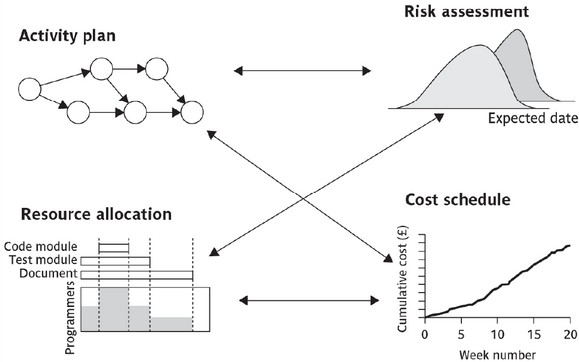 Activity plan
Risk assessment
Expected date
Resource allocation
Code module
Test module
Document
Programmers
Cost schedule
Cumulative cost (£)
0 5 10 15 20
Week number